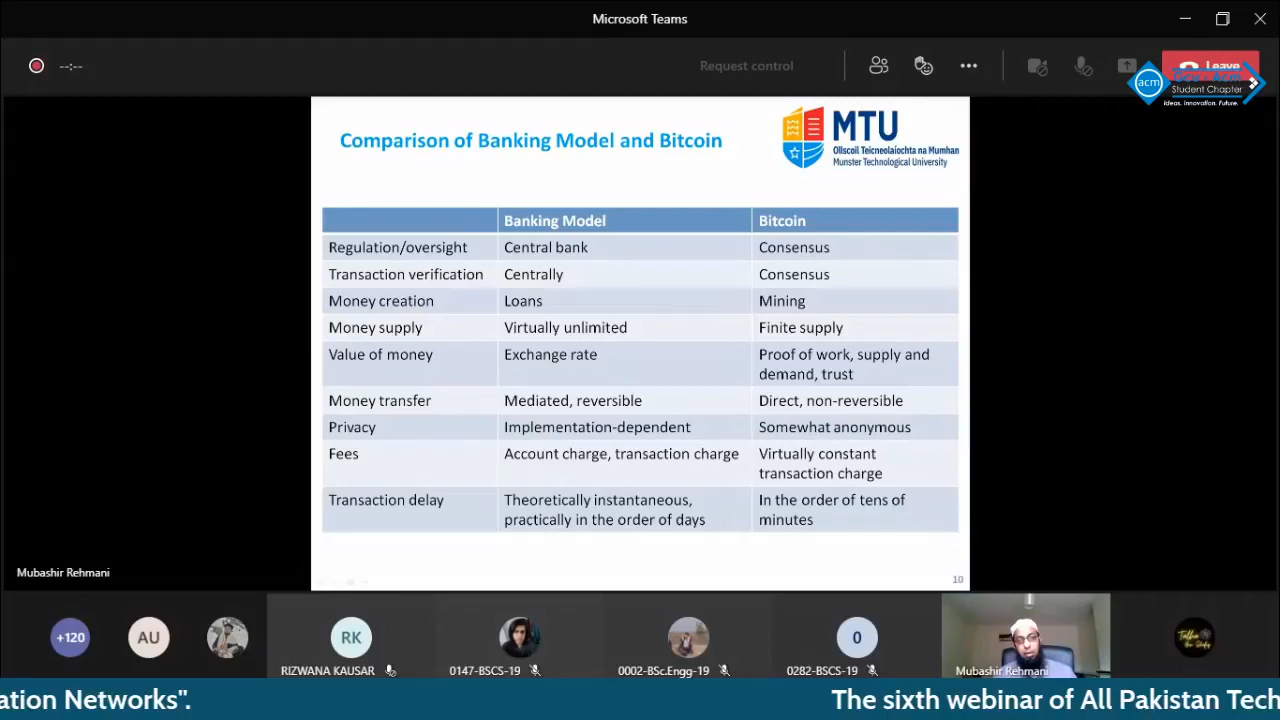 Microsoft Teams
--:--
Request control
Leave
acm
Student Chapter
Ideas. Innovation. Future.
Comparison of Banking Model and Bitcoin
MTU
Ollscoil Teicneolaíochta na Mumhan
Munster Technological University
Banking Model Bitcoin
Regulation/oversight Central bank Consensus
Transaction verification Centrally Consensus
Money creation Loans Mining
Money supply Virtually unlimited Finite supply
Value of money Exchange rate Proof of work, supply and
demand, trust
Money transfer Mediated, reversible Direct, non-reversible
Privacy Implementation-dependent Somewhat anonymous
Fees Account charge, transaction charge Virtually constant
transaction charge
Transaction delay Theoretically instantaneous, In the order of tens of
practically in the order of days minutes
10
Mubashir Rehmani
+120
AU
RK
0
RIZWANA KAUSAR
0147-BSCS-19
0002-BSc.Engg-19
0282-BSCS-19
Mubashir Rehmani
ation Networks". The sixth webinar of All Pakistan Tech